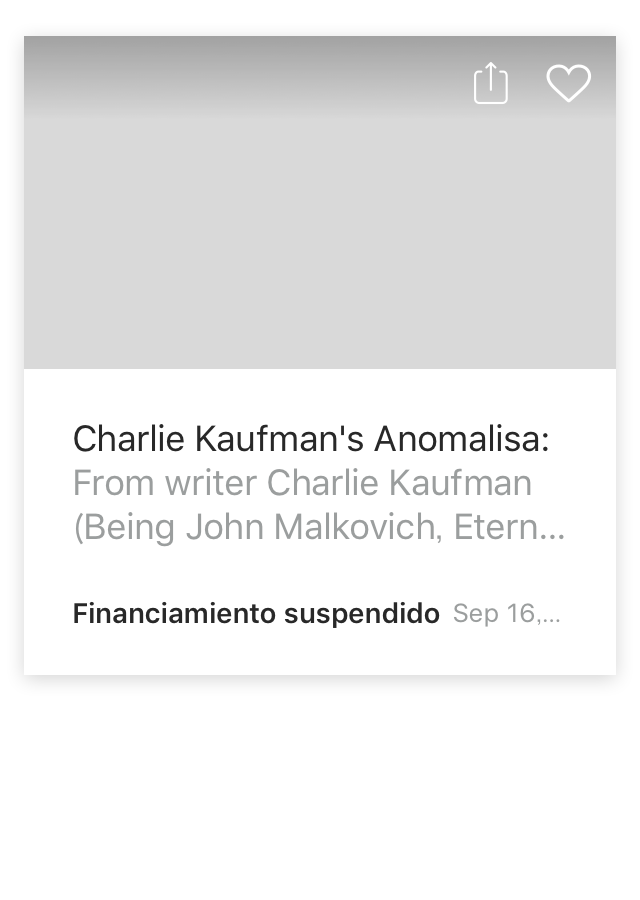 Charlie Kaufman's Anomalisa:
From writer Charlie Kaufman
(Being John Malkovich, Etern...
Financiamiento suspendido Sep 16,...